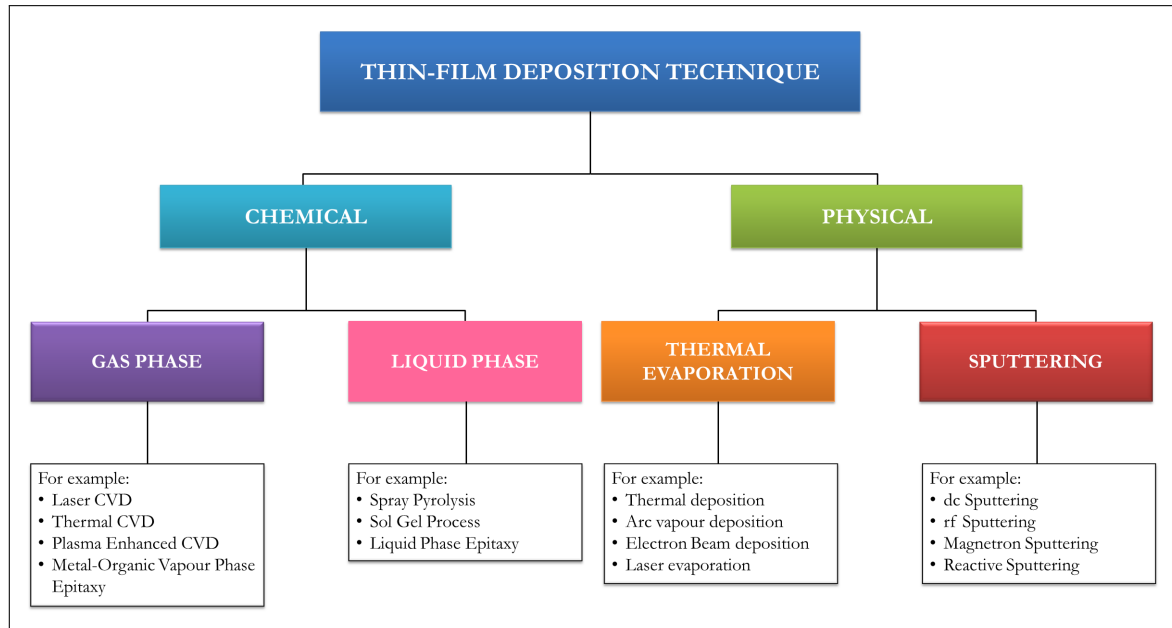 THIN-FILM DEPOSITION TECHNIQUE
CHEMICAL
PHYSICAL
GAS PHASE
LIQUID PHASE
THERMAL
EVAPORATION
SPUTTERING
For example:
• Laser CVD
• Thermal CVD
• Plasma Enhanced CVD
• Metal-Organic Vapour Phase
Epitaxy
For example:
• Spray Pyrolysis
• Sol Gel Process
• Liquid Phase Epitaxy
For example:
• Thermal deposition
• Arc vapour deposition
• Electron Beam deposition
• Laser evaporation
For example:
• dc Sputtering
• rf Sputtering
• Magnetron Sputtering
• Reactive Sputtering